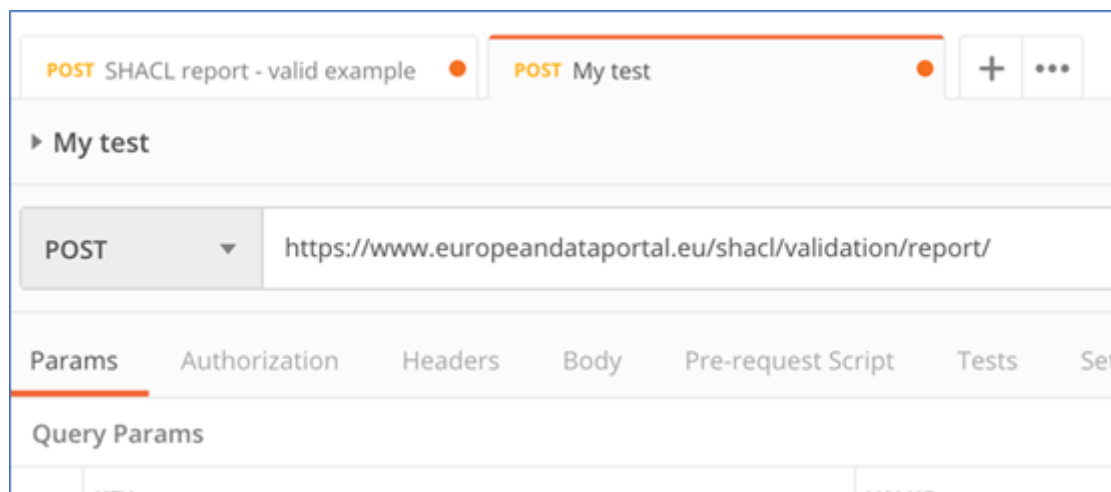 POST SHACL report - valid example
POST My test
My test
POST https://www.europeandataportal.eu/shacl/validation/report/
Params Authorization Headers Body Pre-request Script Tests
Query Params